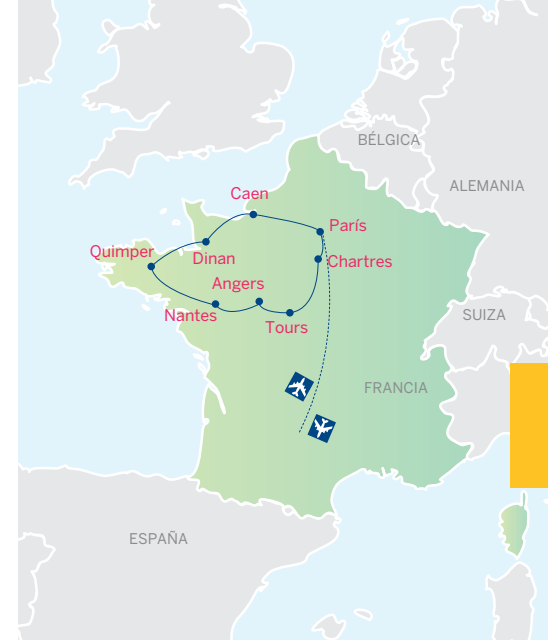 BÉLGICA
ALEMANIA
Caen
París
Quimper
Dinan
Chartres
Angers
Nantes
Tours
SUIZA
FRANCIA
ESPAÑA